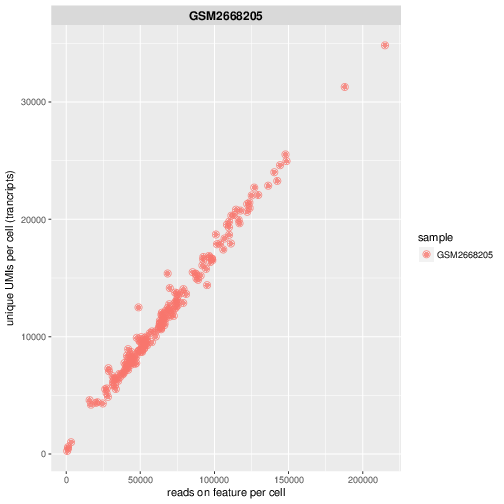 GSM2668205
unique UMIs per cell (trancripts)
30000
20000
10000
0
0 50000 100000 150000 200000
reads on feature per cell
sample
GSM2668205